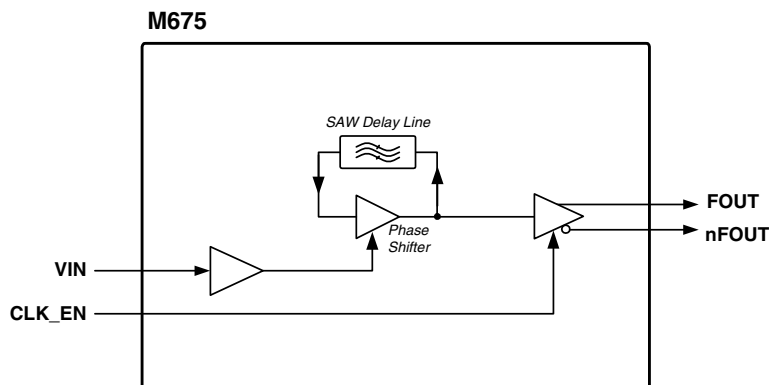 M675
SAW Delay Line
Phase
Shifter
FOUT
nFOUT
VIN
CLK_EN